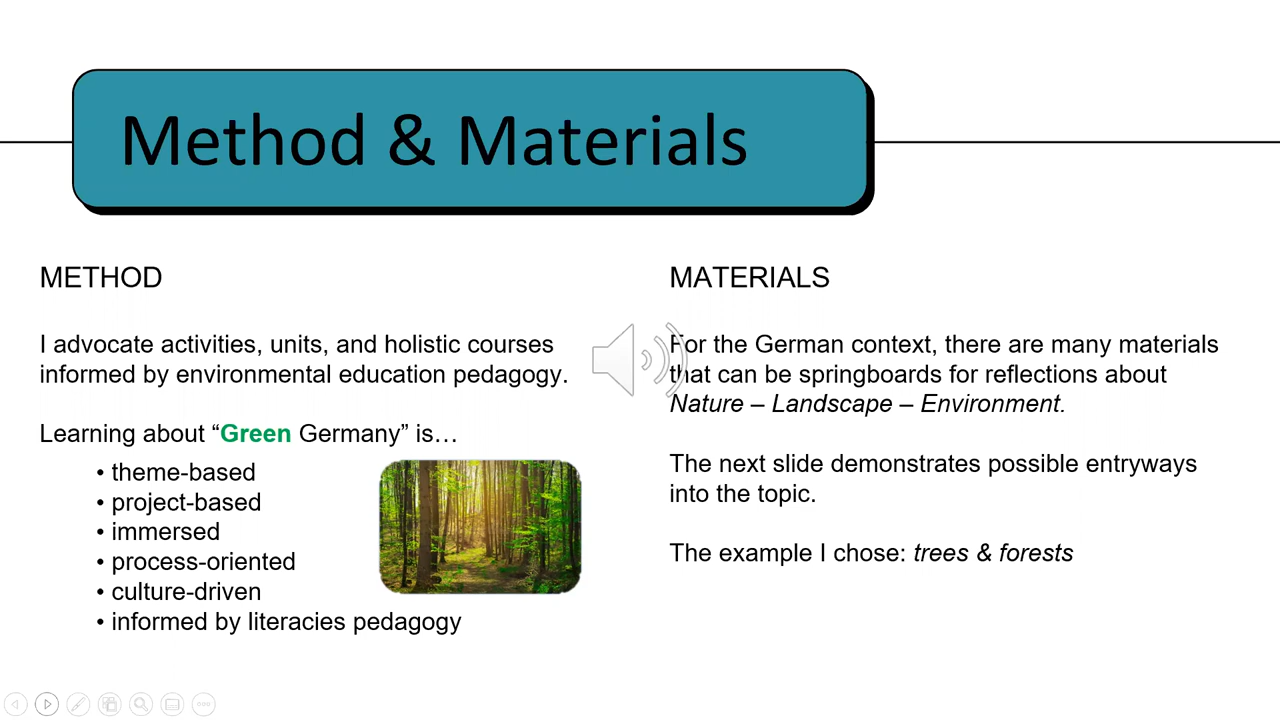 Method & Materials
METHOD
I advocate activities, units, and holistic courses
informed by environmental education pedagogy.
Learning about “Green Germany” is…
• theme-based
• project-based
• immersed
• process-oriented
• culture-driven
• informed by literacies pedagogy
MATERIALS
For the German context, there are many materials
that can be springboards for reflections about
Nature – Landscape – Environment.
The next slide demonstrates possible entryways
into the topic.
The example I chose: trees & forests